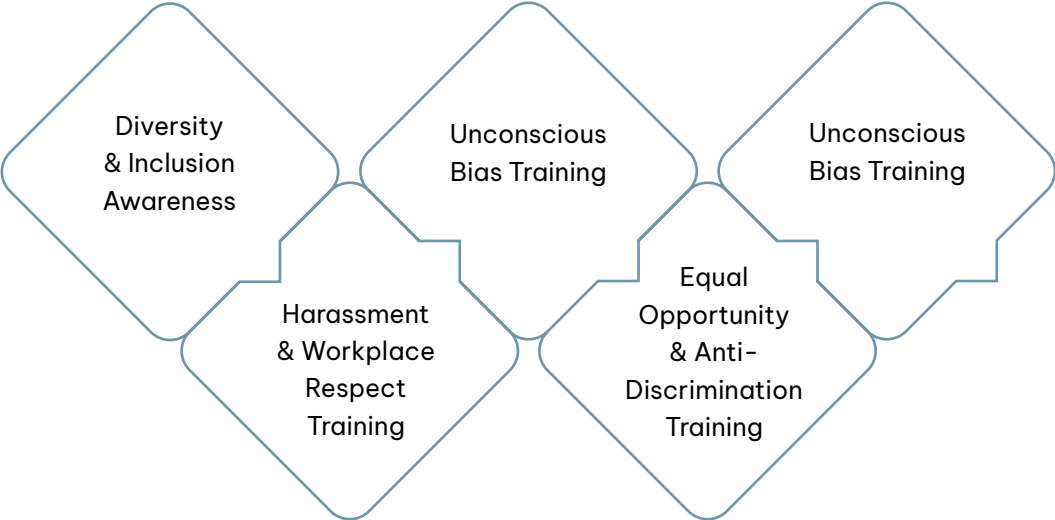 Diversity
& Inclusion
Awareness
Unconscious
Bias Training
Unconscious
Bias Training
Harassment
& Workplace
Respect
Training
Equal
Opportunity
& Anti-
Discrimination
Training